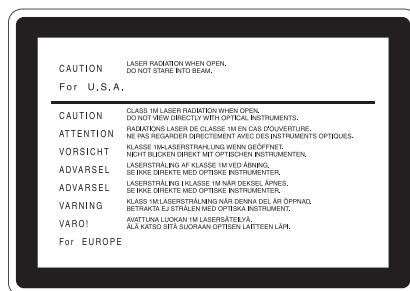 CAUTION LASER RADIATION WHEN OPEN.
DO NOT STARE INTO BEAM.
For U.S.A.
CAUTION CLASS 1M LASER RADIATION WHEN OPEN.
DO NOT VIEW DIRECTLY WITH OPTICAL INSTRUMENTS.
ATTENTION RADIATIONS LASER DE CLASSE 1M EN CAS D'OUVERTURE.
NE PAS REGARDER DIRECTEMENT AVEC DES INSTRUMENTS OPTIQUES.
VORSICHT KLASSE 1M-LASERSTRAHLUNG WENN GEÖFFNET.
NICHT BLICKEN DIREKT MIT OPTISCHEN INSTRUMENTEN.
ADVARSEL LASERSTRÅLING AF KLASSE 1M VED ÅBNING.
SE IKKE DIREKTE MED OPTISKE INSTRUMENTER.
ADVARSEL LASERSTRÅLING I KLASSE 1M NÅR DEKSEL ÅPNES.
SE IKKE DIREKTE MED OPTISKE INSTRUMENTER.
VARNING KLASS 1M:LASERSTRÅLNING NÄR DENNA DEL ÄR ÖPPNAD.
BETRAKTA EJ STRÅLEN MED OPTISKA INSTRUMENT.
VARO! AVATTUNA LUOKAN 1M LASERSÄTEILYÄ.
ÄLÄ KATSO SITÄ SUORAAN OPTISEN LAITTEEN LÄPI.
For EUROPE